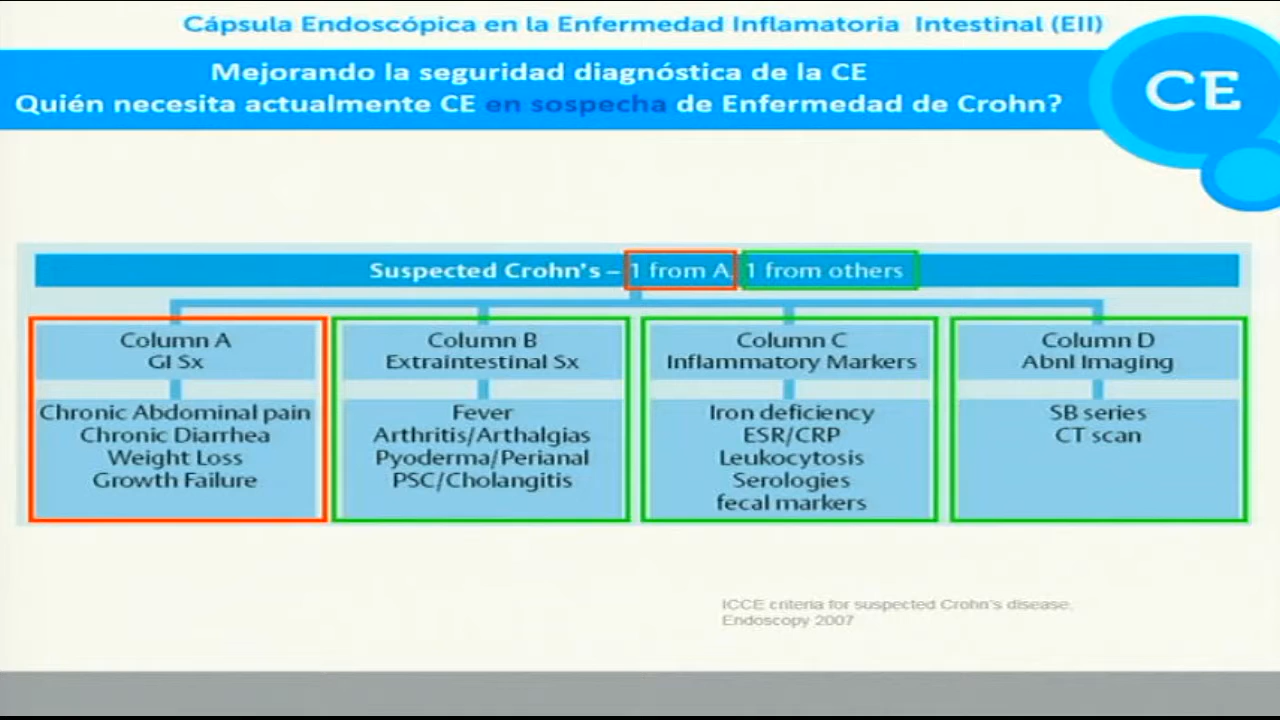 Cápsula Endoscópica en la Enfermedad Inflamatoria Intestinal (EII)
Mejorando la seguridad diagnóstica de la CE
Quién necesita actualmente CE en sospecha de Enfermedad de Crohn?
CE
Suspected Crohn's – 1 from A, 1 from others
Column A
GI Sx
Chronic Abdominal pain
Chronic Diarrhea
Weight Loss
Growth Failure
Column B
Extraintestinal Sx
Fever
Arthritis/Arthalgias
Pyoderma/Perianal
PSC/Cholangitis
Column C
Inflammatory Markers
Iron deficiency
ESR/CRP
Leukocytosis
Serologies
fecal markers
Column D
Abnl Imaging
SB series
CT scan
ICCE criteria for suspected Crohn's disease.
Endoscopy 2007